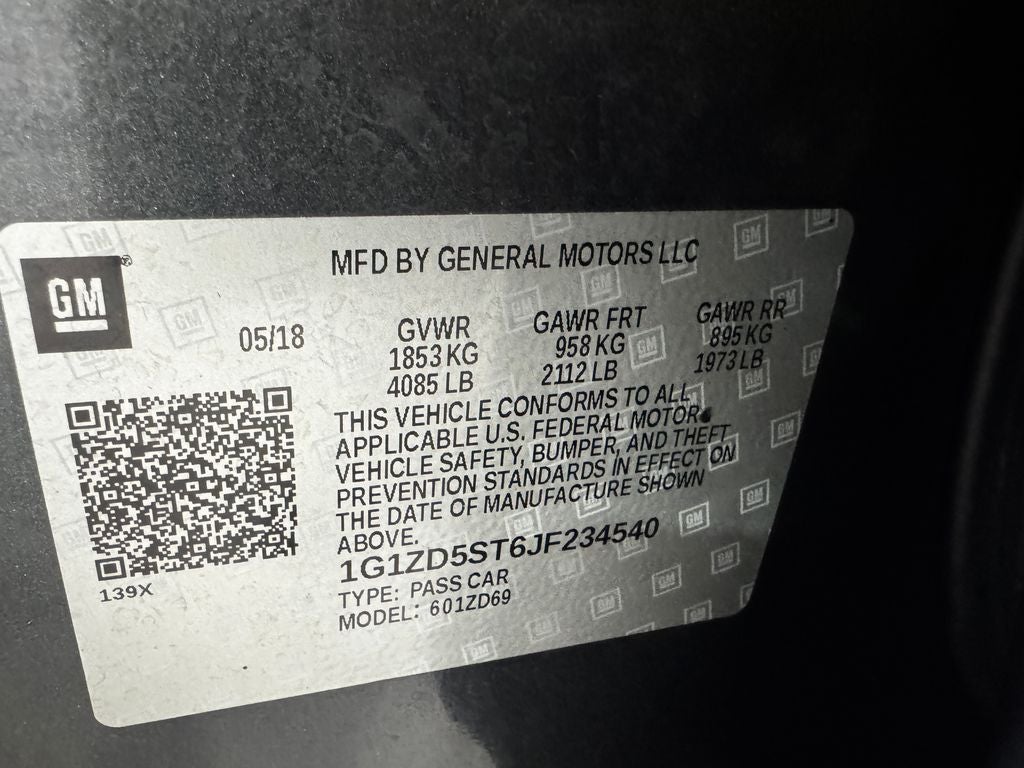 GM
MFD BY GENERAL MOTORS LLC
05/18
GVWR
1853 KG
4085 LB
GAWR FRT
958 KG
2112 LB
GAWR RR
895 KG
1973 LB
THIS VEHICLE CONFORMS TO ALL
APPLICABLE U.S. FEDERAL MOTOR
VEHICLE SAFETY, BUMPER, AND THEFT
PREVENTION STANDARDS IN EFFECT ON
THE DATE OF MANUFACTURE SHOWN
ABOVE.
1G1ZD5ST6JF234540
TYPE: PASS CAR
MODEL: 601ZD69
139X